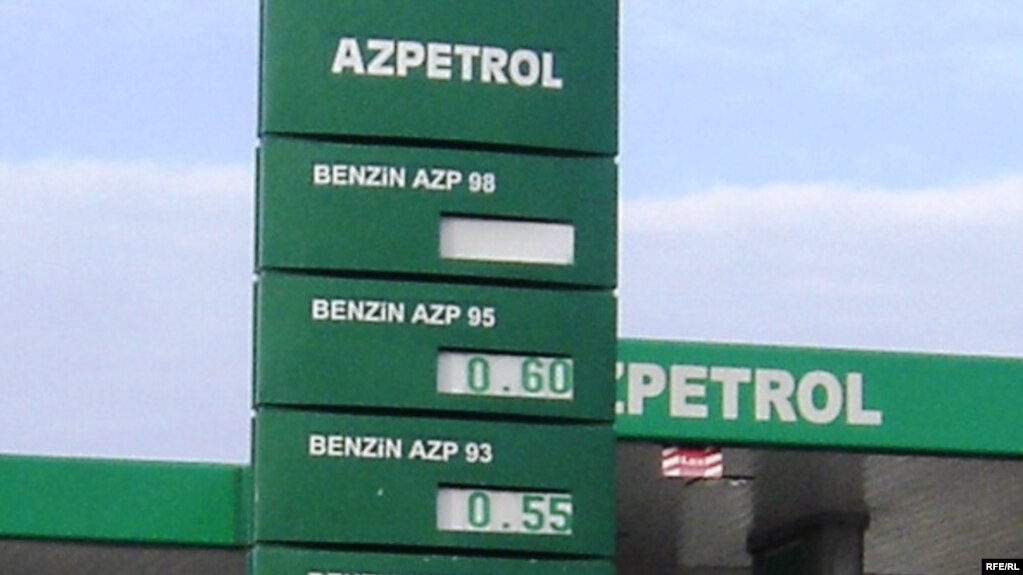 AZPETROL
BENZiN AZP 98
BENZiN AZP 95
0.60
ZPETROL
BENZiN AZP 93
0.55
RFE/RL